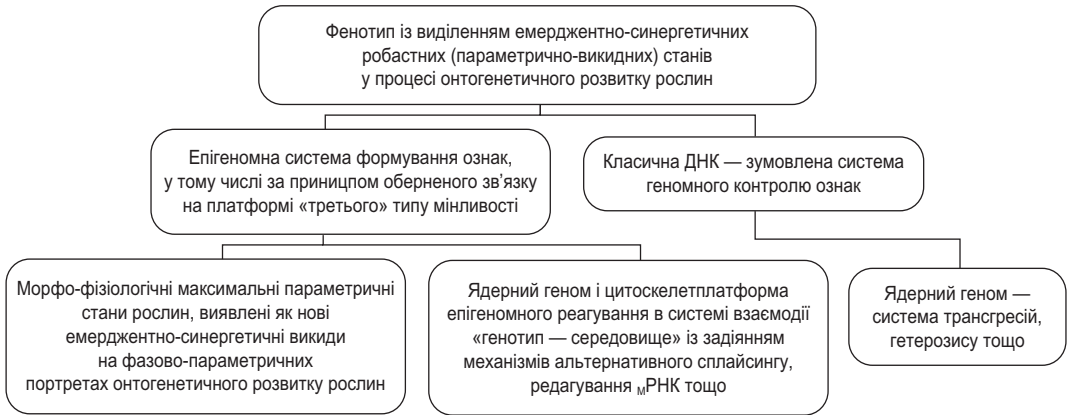 Фенотип із виділенням емерджентно-синергетичних
робастних (параметрично-викидних) станів
у процесі онтогенетичного розвитку рослин
Епігеномна система формування ознак,
у тому числі за приниципом оберненого зв’язку
на платформі «третього» типу мінливості
Класична ДНК — зумовлена система
геномного контролю ознак
Морфо-фізіологічні максимальні параметричні
стани рослин, виявлені як нові
емерджентно-синергетичні викиди
на фазово-параметричних
портретах онтогенетичного розвитку рослин
Ядерний геном і цитоскелетплатформа
епігеномного реагування в системі взаємодії
«генотип — середовище» із задіянням
механізмів альтернативного сплайсингу,
редагування мРНК тощо
Ядерний геном —
система трансгресій,
гетерозису тощо